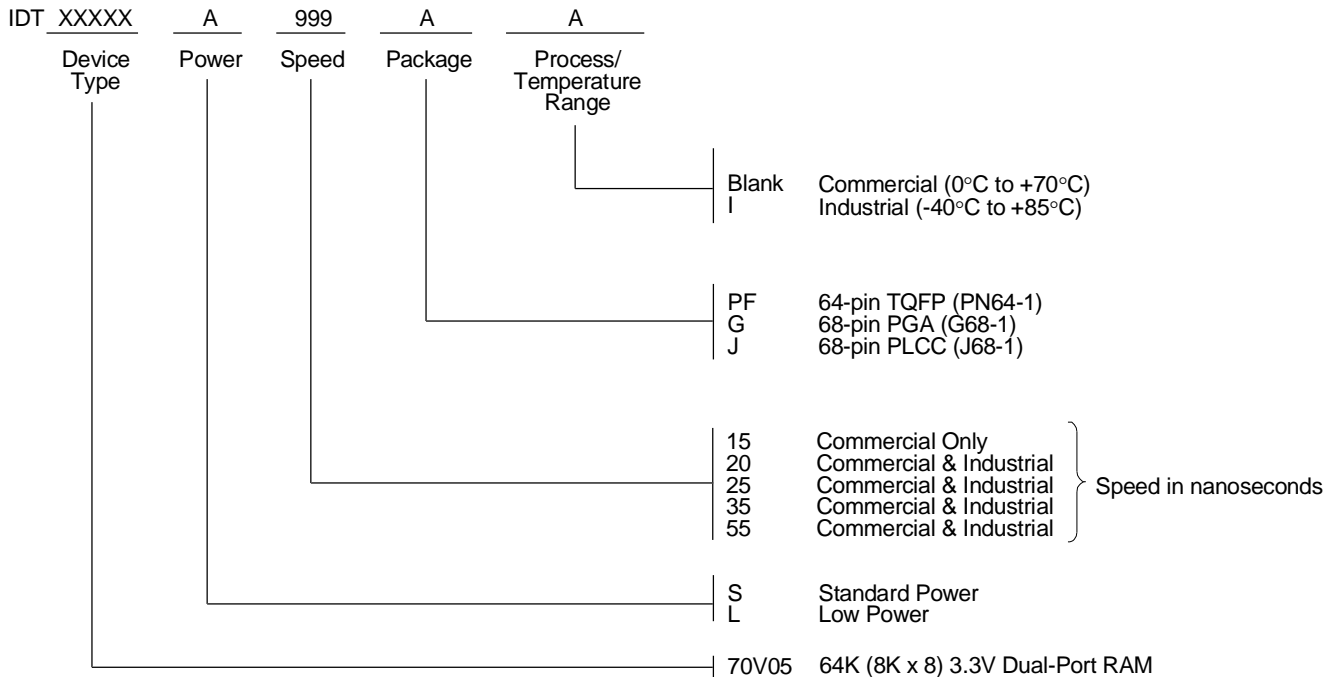 IDT XXXXX A 999 A A
Device Type
Power
Speed
Package
Process/
Temperature
Range
Blank Commercial (0°C to +70°C)
I Industrial (-40°C to +85°C)
PF 64-pin TQFP (PN64-1)
G 68-pin PGA (G68-1)
J 68-pin PLCC (J68-1)
15 Commercial Only
20 Commercial & Industrial
25 Commercial & Industrial
35 Commercial & Industrial
55 Commercial & Industrial
Speed in nanoseconds
S Standard Power
L Low Power
70V05 64K (8K x 8) 3.3V Dual-Port RAM